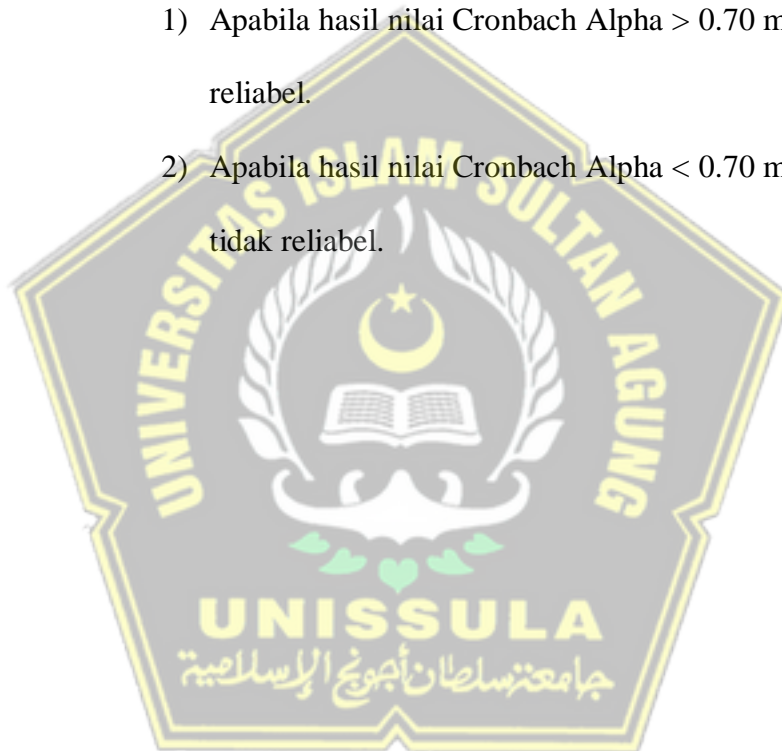 1) Apabila hasil nilai Cronbach Alpha > 0.70 m
reliabel.
2) Apabila hasil nilai Cronbach Alpha < 0.70 m
tidak reliabel.
UNIVERSITAS ISLAM SULTAN AGUNG
UNISSULA
جامعتسلطان أجونج الإسلامية